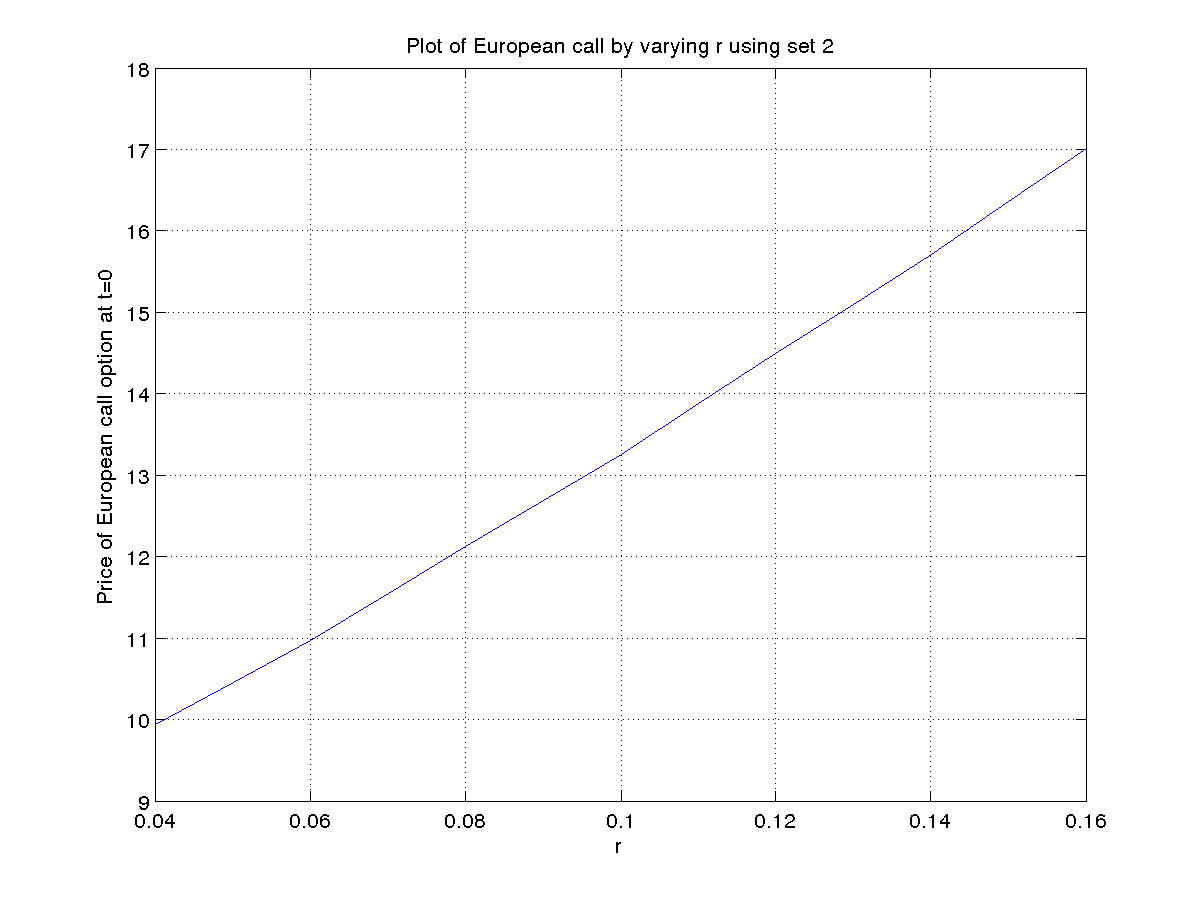 Plot of European call by varying r using set 2
Price of European call option at t=0
18
17
16
15
14
13
12
11
10
9
0.04 0.06 0.08 0.1 0.12 0.14 0.16
r